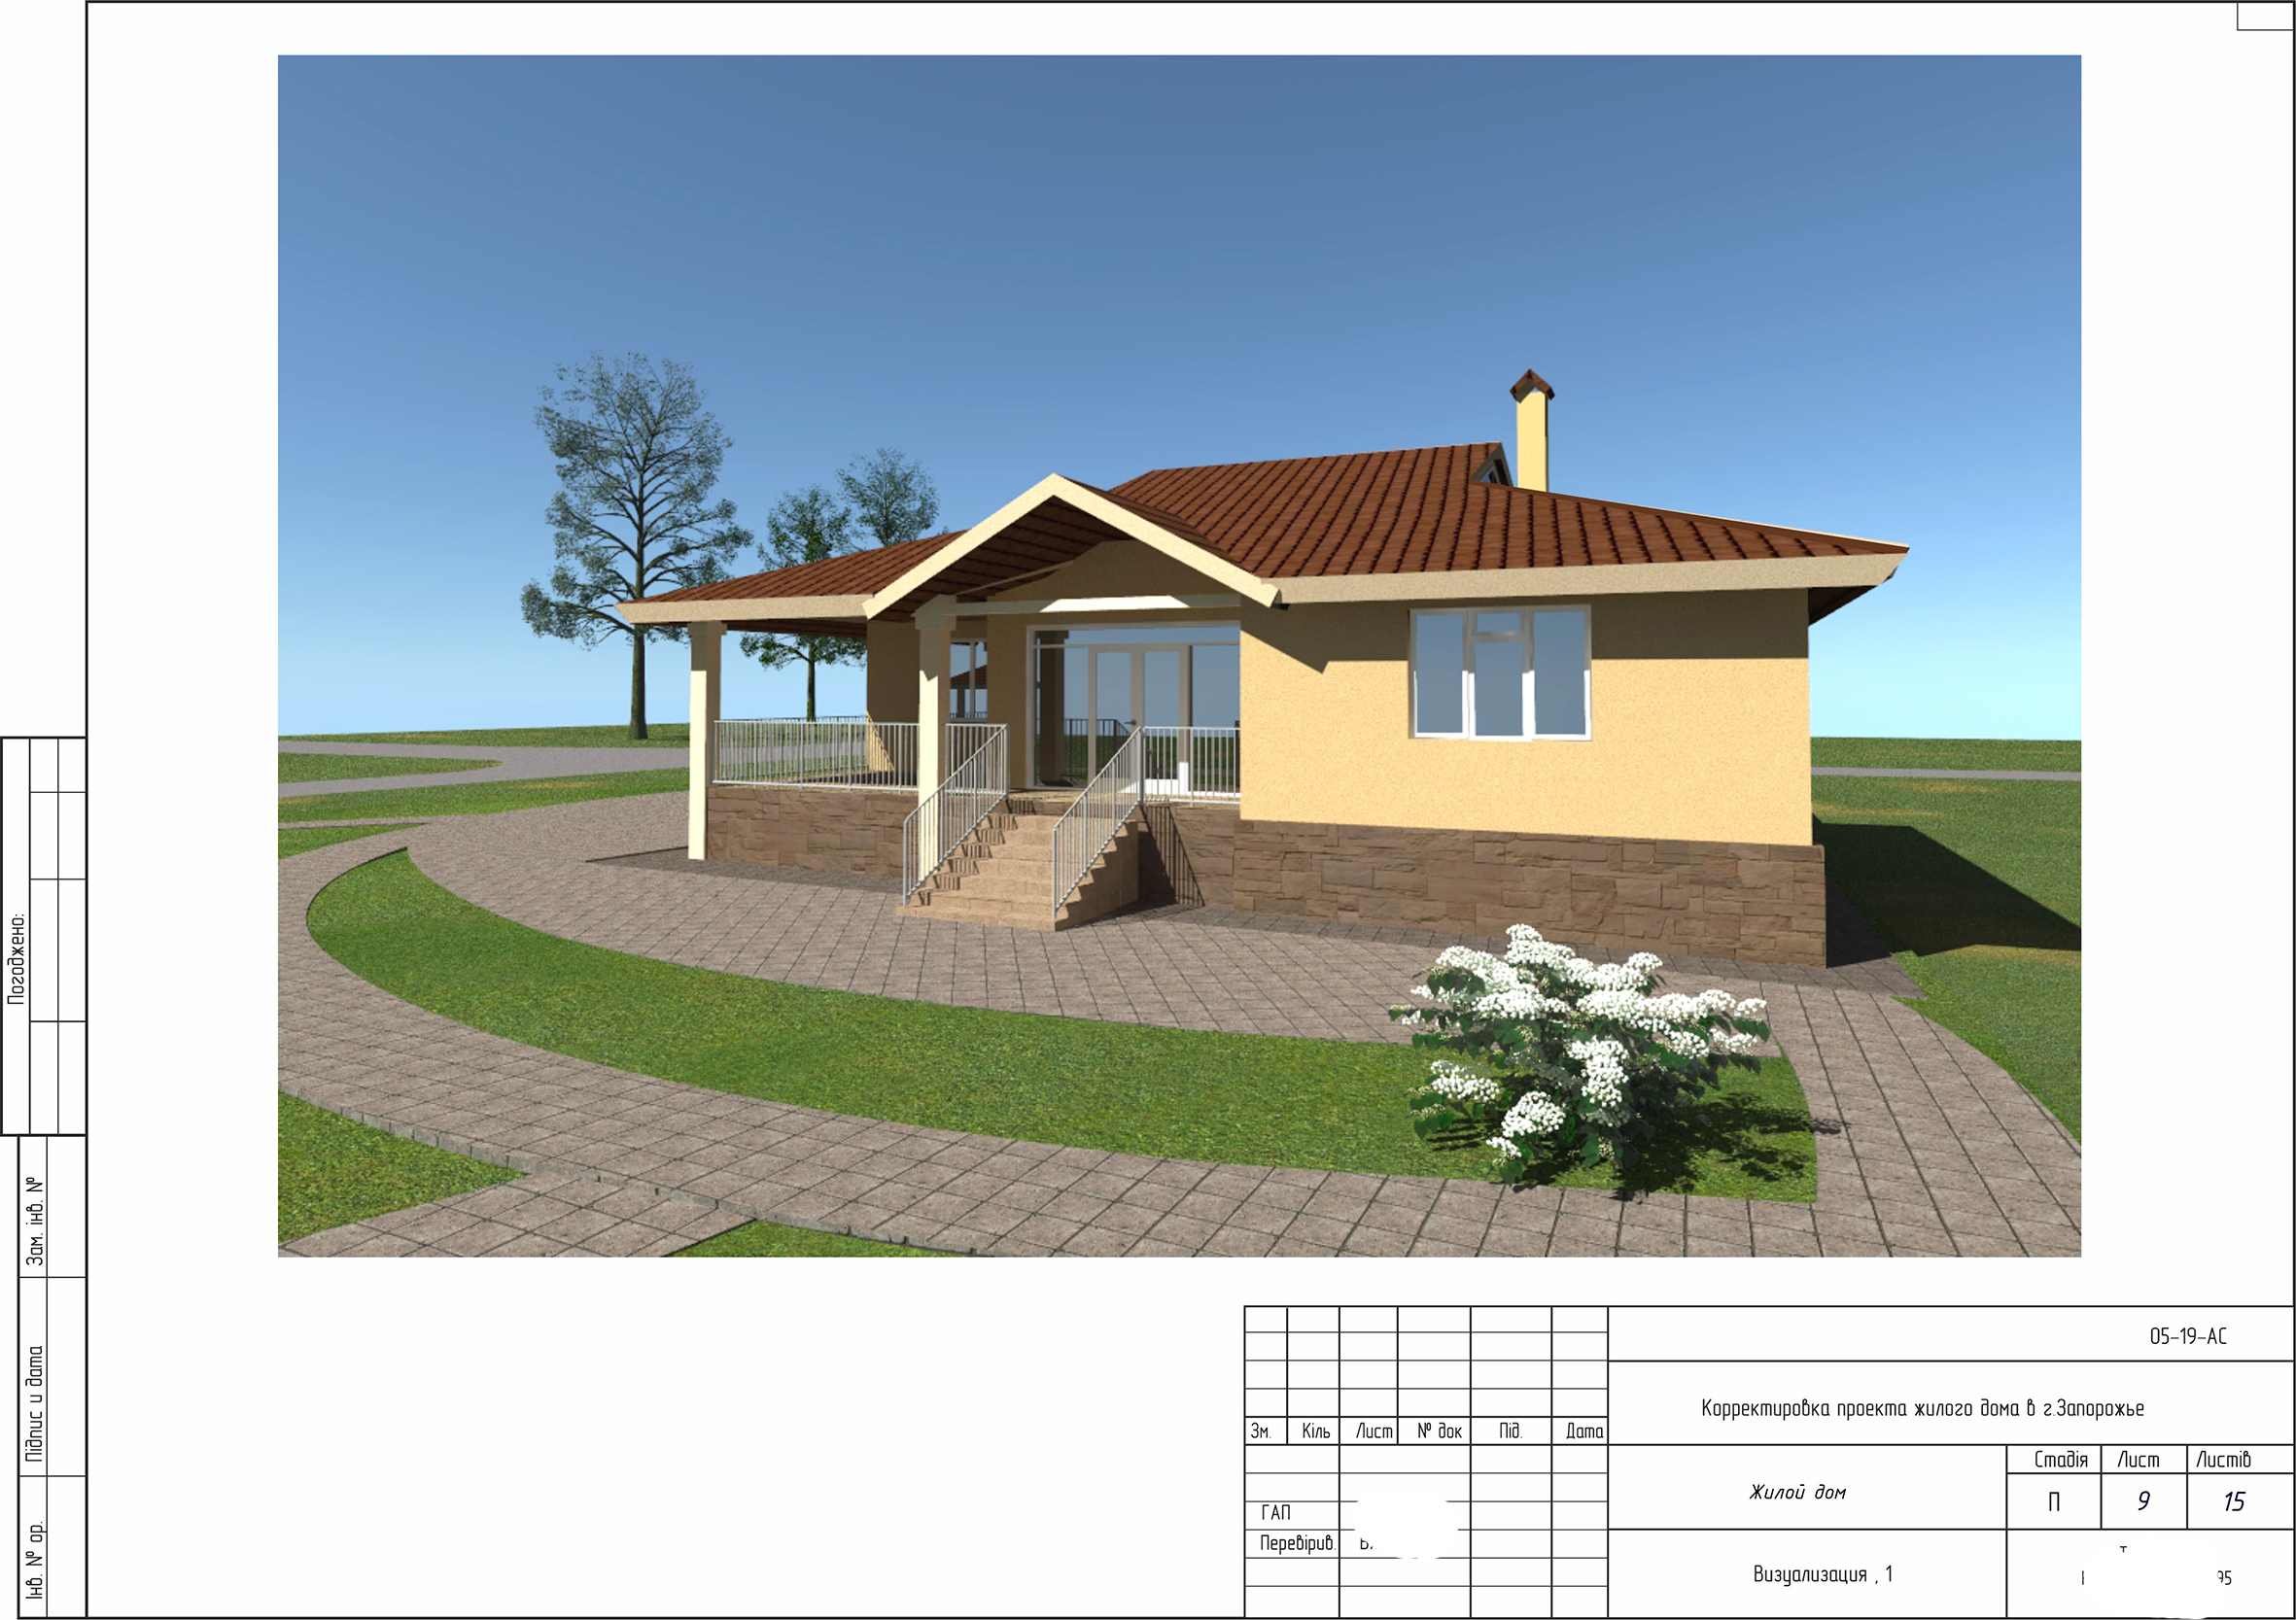 Погоджено:
Зам. інв. №
Підпис и дата
Інв. № ор.
05-19-АС
Корректировка проекта жилого дома в г.Запорожье
Зм. Кіль Лист № док Під. Дата
Жилой дом
Стадія Лист Листів
П 9 15
ГАП
Перевірив.
Визуализация , 1
95